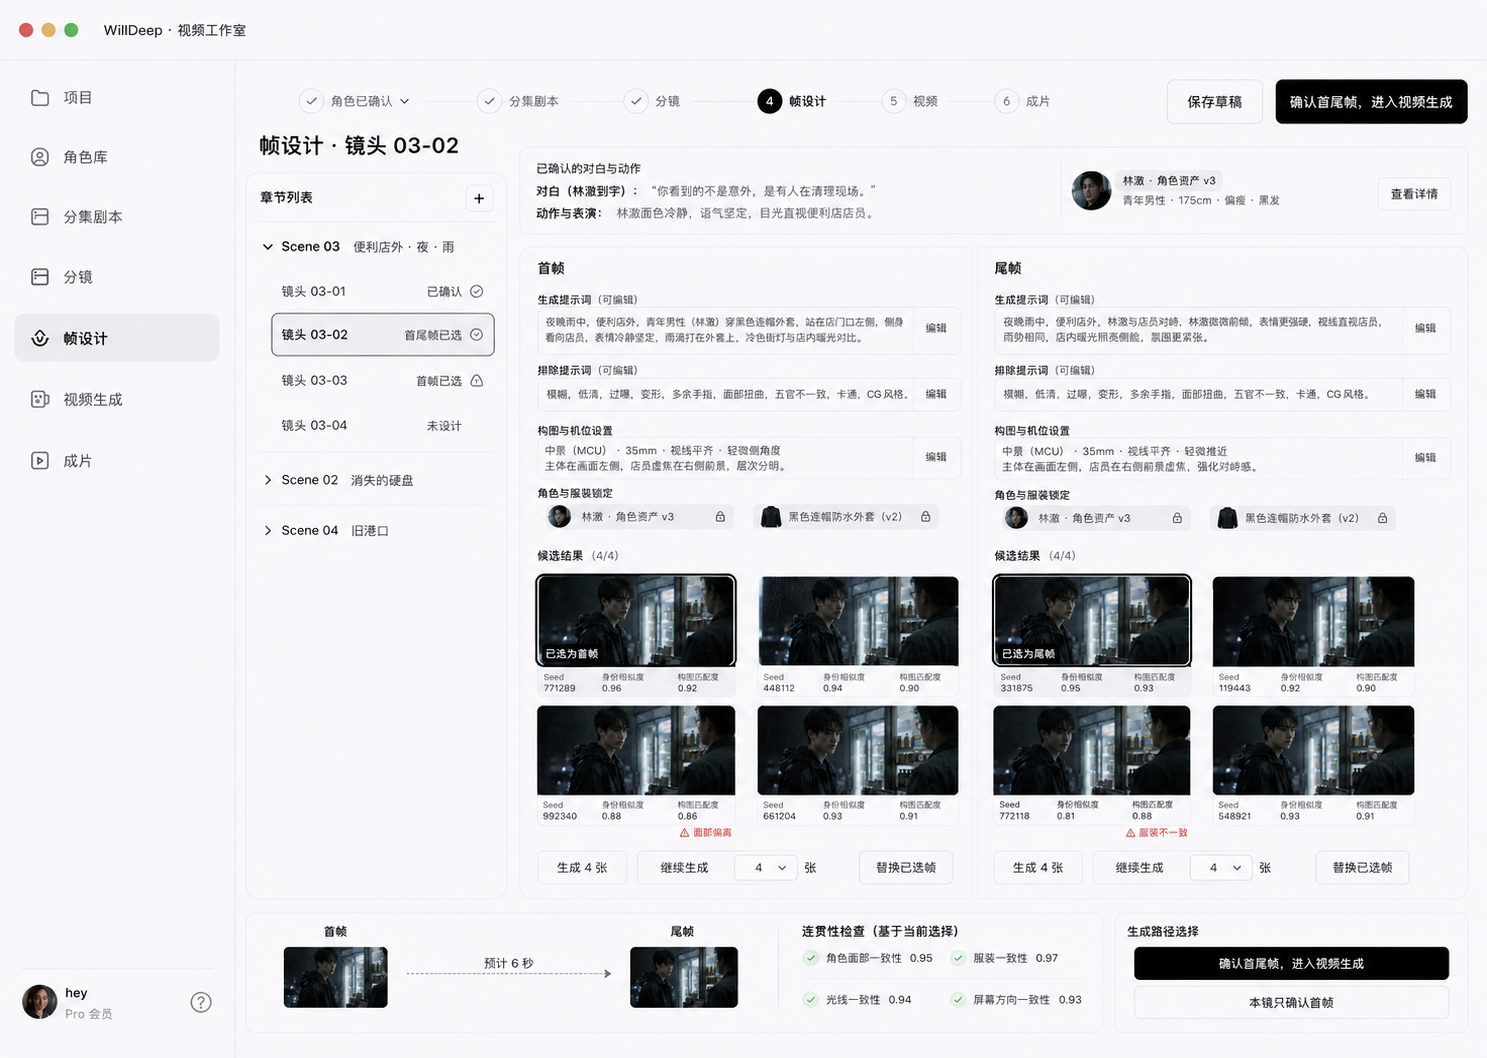 WillDeep · 视频工作室
项目
角色库
分集剧本
分镜
帧设计
视频生成
成片
hey
Pro 会员
角色已确认
分集剧本
分镜
4 帧设计
5 视频
6 成片
保存草稿
确认首尾帧，进入视频生成
帧设计 · 镜头 03-02
章节列表
+
Scene 03 便利店外 · 夜 · 雨
镜头 03-01 已确认
镜头 03-02 首尾帧已选
镜头 03-03 首帧已选
镜头 03-04 未设计
Scene 02 消失的硬盘
Scene 04 旧港口
已确认的对白与动作
对白（林澈到字）： “你看到的不是意外，是有人在清理现场。”
动作与表演： 林澈面色冷静，语气坚定，目光直视便利店店员。
林澈 · 角色资产 v3
青年男性 · 175cm · 偏瘦 · 黑发
查看详情
首帧
生成提示词（可编辑）
夜晚雨中，便利店外，青年男性（林澈）穿黑色连帽外套，站在店门口左侧，侧身
看向店员，表情冷静坚定，雨滴打在外套上，冷色街灯与店内暖光对比。
编辑
排除提示词（可编辑）
模糊，低清，过曝，变形，多余手指，面部扭曲，五官不一致，卡通，CG 风格。
编辑
构图与机位设置
中景（MCU） · 35mm · 视线平齐 · 轻微侧角度
主体在画面左侧，店员虚焦在右侧前景，层次分明。
编辑
角色与服装锁定
林澈 · 角色资产 v3
黑色连帽防水外套（v2）
候选结果（4/4）
已选为首帧
Seed 身份相似度 构图匹配度
771289 0.96 0.92
Seed 身份相似度 构图匹配度
448112 0.94 0.90
Seed 身份相似度 构图匹配度
992340 0.88 0.86
面部偏离
Seed 身份相似度 构图匹配度
661204 0.93 0.91
生成 4 张
继续生成
4 张
替换已选帧
尾帧
生成提示词（可编辑）
夜晚雨中，便利店外，林澈与店员对峙，林澈微微前倾，表情更强硬，视线直视店员，
雨势相同，店内暖光照亮侧脸，氛围更紧张。
编辑
排除提示词（可编辑）
模糊，低清，过曝，变形，多余手指，面部扭曲，五官不一致，卡通，CG 风格。
编辑
构图与机位设置
中景（MCU） · 35mm · 视线平齐 · 轻微推近
主体在画面左侧，店员在右侧前景虚焦，强化对峙感。
编辑
角色与服装锁定
林澈 · 角色资产 v3
黑色连帽防水外套（v2）
候选结果（4/4）
已选为尾帧
Seed 身份相似度 构图匹配度
331875 0.95 0.93
Seed 身份相似度 构图匹配度
119443 0.92 0.90
Seed 身份相似度 构图匹配度
772118 0.81 0.88
服装不一致
Seed 身份相似度 构图匹配度
548921 0.93 0.91
生成 4 张
继续生成
4 张
替换已选帧
首帧
预计 6 秒
尾帧
连贯性检查（基于当前选择）
角色面部一致性 0.95
服装一致性 0.97
光线一致性 0.94
屏幕方向一致性 0.93
生成路径选择
确认首尾帧，进入视频生成
本镜只确认首帧